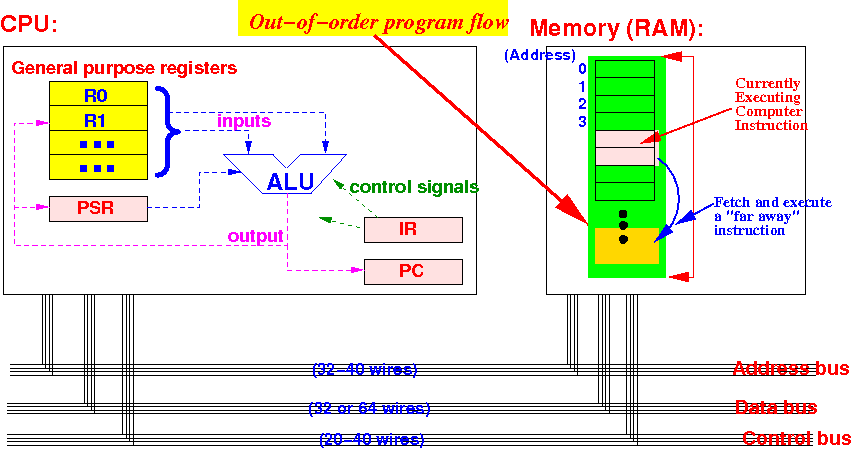 CPU:
Out-of-order program flow
Memory (RAM):
General purpose registers
R0
R1
PSR
inputs
ALU
control signals
output
IR
PC
(Address)
0
1
2
3
Currently
Executing
Computer
Instruction
Fetch and execute
a "far away"
instruction
(32-40 wires)
Address bus
(32 or 64 wires)
Data bus
(20-40 wires)
Control bus